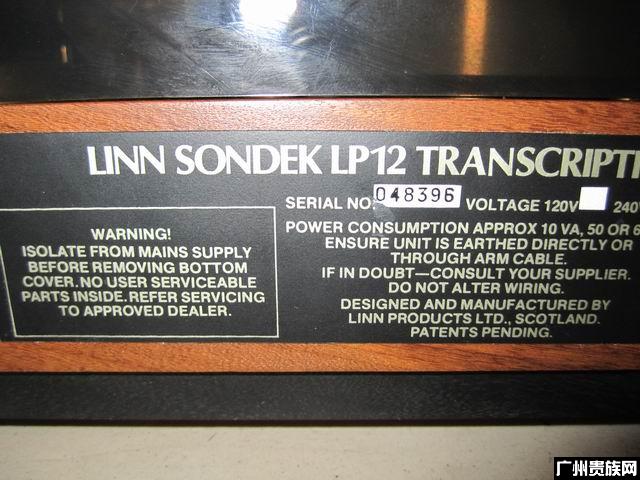 LINN SONDEK LP12 TRANSCRIPTI
SERIAL NO: 048396 VOLTAGE 120V 240V
POWER CONSUMPTION APPROX 10 VA, 50 OR 6
ENSURE UNIT IS EARTHED DIRECTLY OR
THROUGH ARM CABLE.
IF IN DOUBT—CONSULT YOUR SUPPLIER.
DO NOT ALTER WIRING.
DESIGNED AND MANUFACTURED BY
LINN PRODUCTS LTD., SCOTLAND.
PATENTS PENDING.
WARNING!
ISOLATE FROM MAINS SUPPLY
BEFORE REMOVING BOTTOM
COVER. NO USER SERVICEABLE
PARTS INSIDE. REFER SERVICING
TO APPROVED DEALER.
广州贵族网